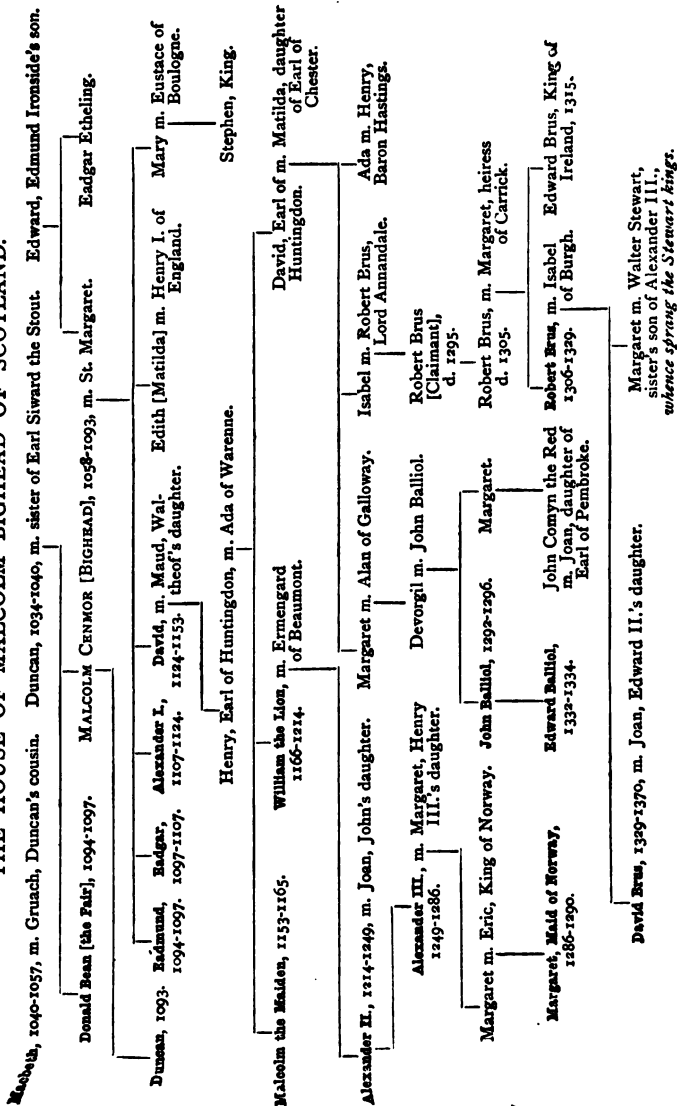 THE HOUSE OF MALCOLM BIGHEAD OF SCOTLAND.
Macbeth, 1040-1057, m. Gruach, Duncan's cousin. Duncan, 1034-1040, m. sister of Earl Siward the Stout. Edward, Edmund Ironside's son.
Donald Bean [the Fair], 1094-1097. MALCOLM CENMOR [BIGHEAD], 1058-1093, m. St. Margaret. Eadgar Etheling.
Duncan, 1093. Eadmund, Eadgar, Alexander I., David, m. Maud, Wal- Edith [Matilda] m. Henry I. of Mary m. Eustace of
1094-1097. 1097-1107. 1107-1124. 1124-1153. theof's daughter. England. Boulogne.
Henry, Earl of Huntingdon, m. Ada of Warenne. Stephen, King.
Malcolm the Maiden, 1153-1165. William the Lion, m. Ermengard David, Earl of m. Matilda, daughter
1166-1214. of Beaumont. Huntingdon. of Earl of
Chester.
Alexander II., 1214-1249, m. Joan, John's daughter. Margaret m. Alan of Galloway. Isabel m. Robert Brus, Ada m. Henry,
Lord Annandale. Baron Hastings.
Alexander III., m. Margaret, Henry Devorgil m. John Balliol. Robert Brus
1249-1286. III.'s daughter. [Claimant],
d. 1295.
Margaret m. Eric, King of Norway. John Balliol, 1292-1296. Margaret. Robert Brus, m. Margaret, heiress
d. 1305. of Carrick.
Margaret, Maid of Norway, Edward Balliol, John Comyn the Red Robert Brus, m. Isabel Edward Brus, King of
1286-1290. 1332-1334. m. Joan, daughter of 1306-1329. of Burgh. Ireland, 1315.
Earl of Pembroke.
David Brus, 1329-1370, m. Joan, Edward II.'s daughter. Margaret m. Walter Stewart,
sister's son of Alexander III.,
whence sprang the Stewart kings.